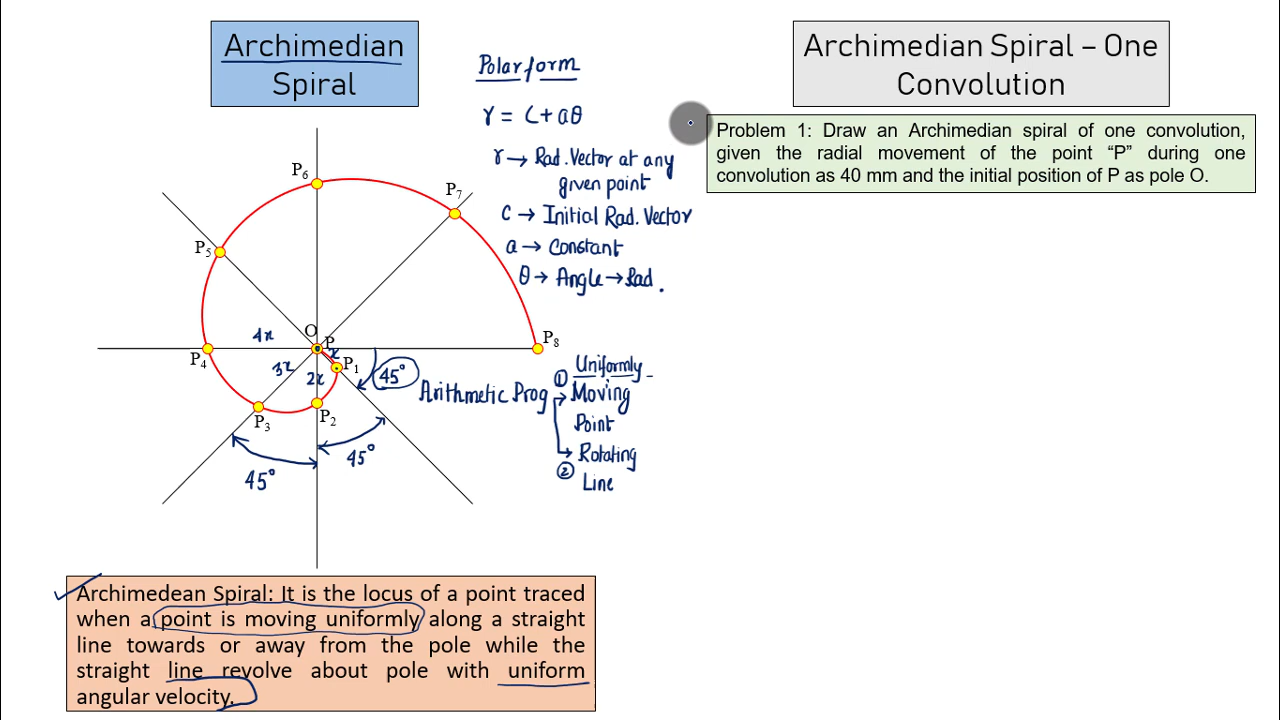 Archimedian
Spiral
Polar form
r = C + aθ
r → Rad. Vector at any
given point
C → Initial Rad. Vector
a → Constant
θ → Angle → Rad.
P6
P7
P5
O
P
P8
4x
x
P4
P1
3x
2x
45°
P3
P2
45°
45°
Arithmetic Prog
① Uniformly
→ Moving
Point
→ Rotating
② Line
Archimedean Spiral: It is the locus of a point traced
when a point is moving uniformly along a straight
line towards or away from the pole while the
straight line revolve about pole with uniform
angular velocity.
Archimedian Spiral – One
Convolution
Problem 1: Draw an Archimedian spiral of one convolution,
given the radial movement of the point “P” during one
convolution as 40 mm and the initial position of P as pole O.